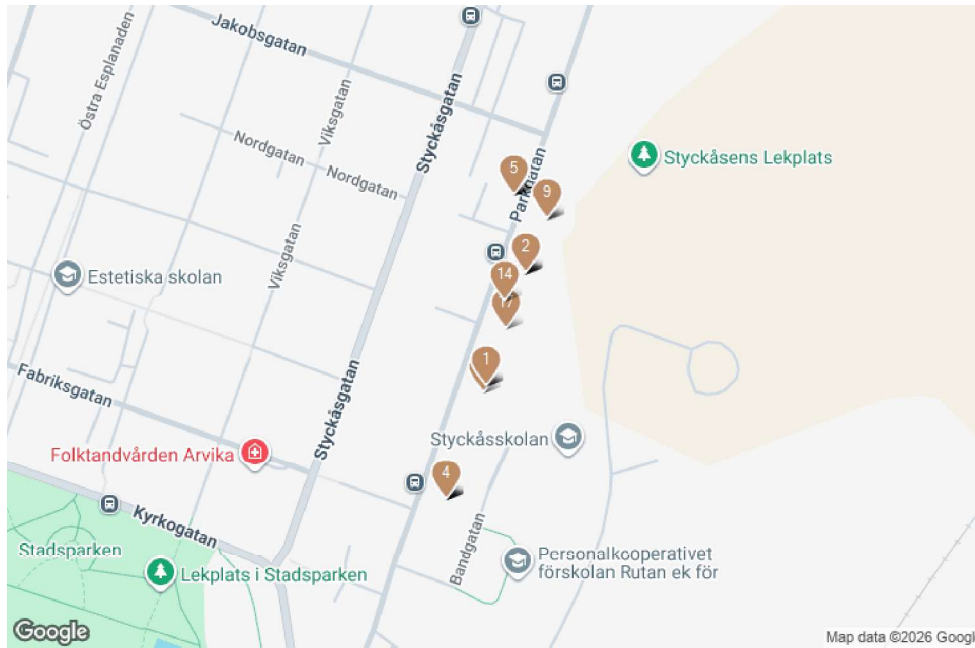 Jakobsgatan
Östra Esplanaden
Viksgatan
Styckåsgatan
Nordgatan
Nordgatan
Styckåsens Lekplats
5
9
Parkgatan
2
14
17
Viksgatan
Estetiska skolan
1
Fabriksgatan
Styckåsgatan
Styckåsskolan
Folktandvården Arvika
4
Kyrkogatan
Bandgatan
Stadsparken
Lekplats i Stadsparken
Personalkooperativet
förskolan Rutan ek för
Google
Map data ©2026 Googl